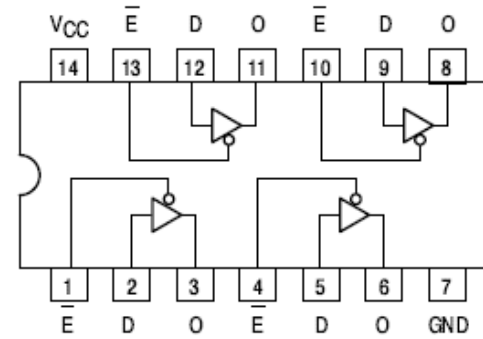 VCC E̅ D O E̅ D O
14 13 12 11 10 9 8
1 2 3 4 5 6 7
E̅ D O E̅ D O GND